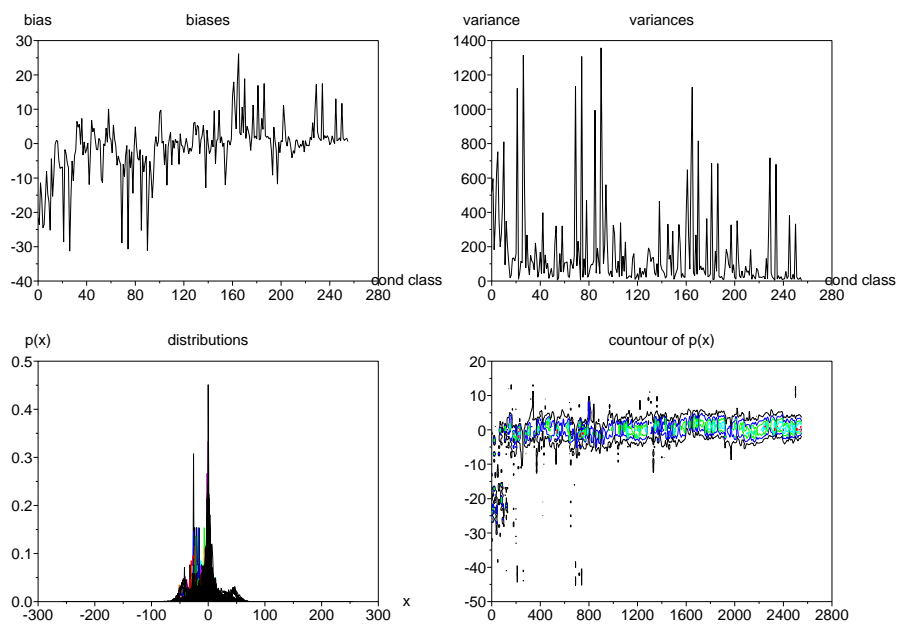 bias biases
30
20
10
0
-10
-20
-30
-40
0 40 80 120 160 200 240 280
cond class
variance variances
1400
1200
1000
800
600
400
200
0
0 40 80 120 160 200 240 280
cond class
p(x) distributions
0.5
0.4
0.3
0.2
0.1
0.0
-300 -200 -100 0 100 200 300
x
countour of p(x)
20
10
0
-10
-20
-30
-40
-50
0 400 800 1200 1600 2000 2400 2800